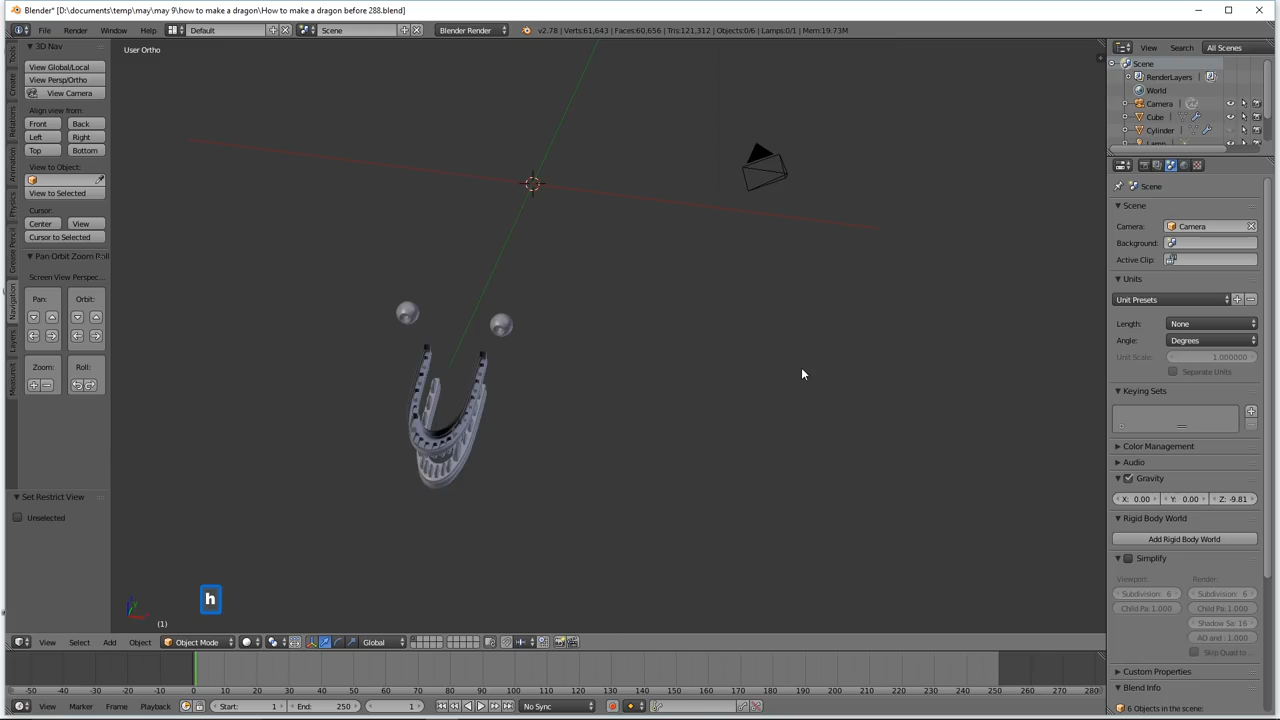 Blender* [D:\documents\temp\may\may 9\how to make a dragon\How to make a dragon before 288.blend]
File Render Window Help Default Scene Blender Render v2.78 | Verts:61,643 | Faces:60,656 | Tris:121,312 | Objects:0/6 | Lamps:0/1 | Mem:19.73M
3D Nav
User Ortho
View Global/Local
View Persp/Ortho
View Camera
Align view from:
Front Back
Left Right
Top Bottom
View to Object:
View to Selected
Cursor:
Center View
Cursor to Selected
Pan Orbit Zoom Roll
Screen View Perspec...
Pan: Orbit:
Zoom: Roll:
Set Restrict View
Unselected
Tools
Create
Relations
Animation
Physics
Grease Pencil
Navigation
Layers
Measureit
h
(1)
View Select Add Object Object Mode Global
-50 -40 -30 -20 -10 0 10 20 30 40 50 60 70 80 90 100 110 120 130 140 150 160 170 180 190 200 210 220 230 240 250 260 270 280
View Marker Frame Playback Start: 1 End: 250 1 No Sync
View Search All Scenes
Scene
RenderLayers
World
Camera
Cube
Cylinder
Lamp
Scene
Scene
Camera: Camera
Background:
Active Clip:
Units
Unit Presets
Length: None
Angle: Degrees
Unit Scale: 1.000000
Separate Units
Keying Sets
Color Management
Audio
Gravity
X: 0.00 Y: 0.00 Z: -9.81
Rigid Body World
Add Rigid Body World
Simplify
Viewport: Render:
Subdivision: 6 Subdivision: 6
Child Pa: 1.000 Child Pa: 1.000
Shadow Sa: 16
AO and : 1.000
Skip Quad to...
Custom Properties
Blend Info
6 Objects in the scene: